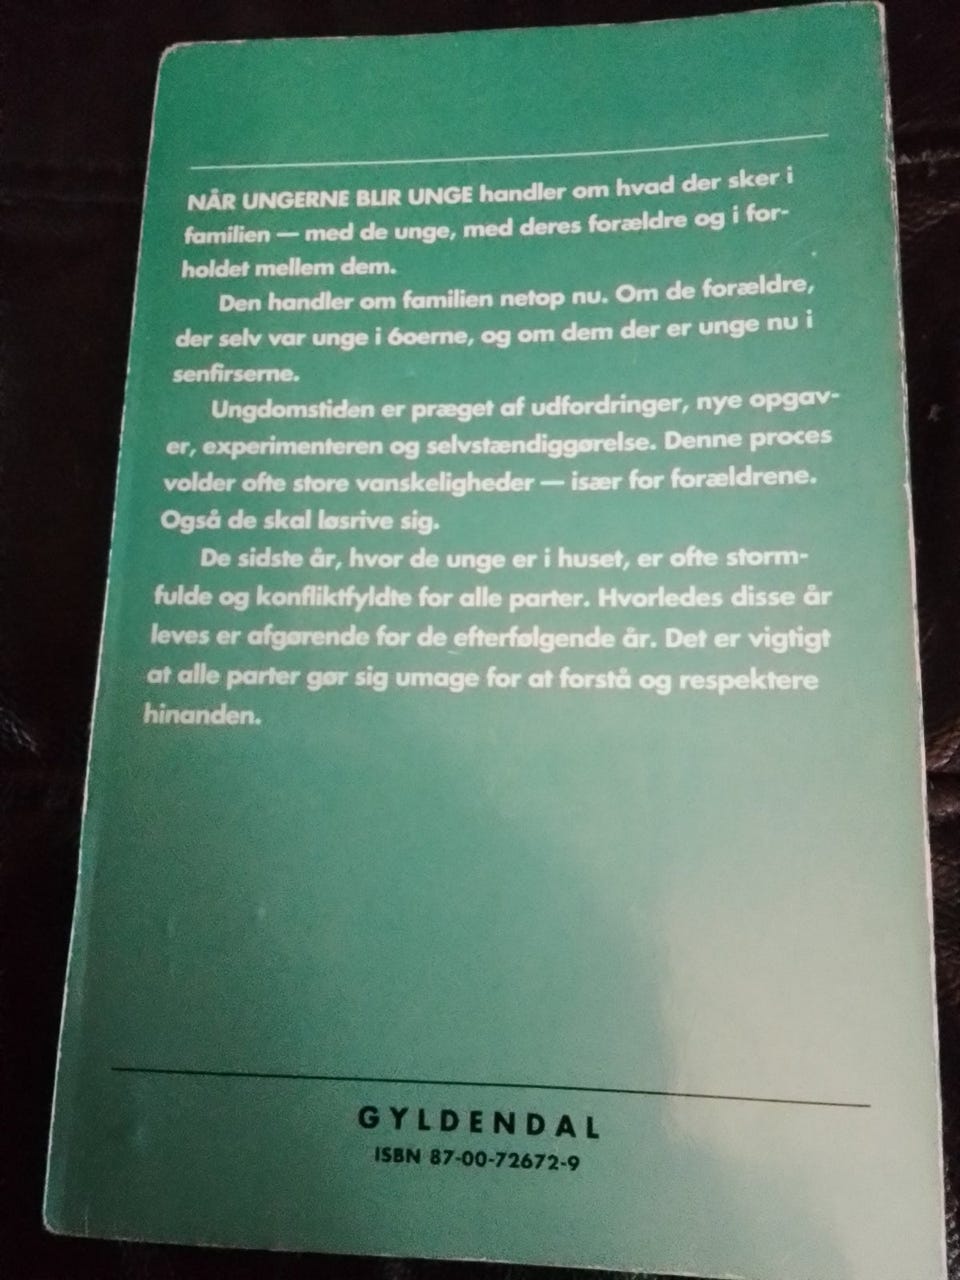 NÅR UNGERNE BLIR UNGE handler om hvad der sker i
familien — med de unge, med deres forældre og i for-
holdet mellem dem.
Den handler om familien netop nu. Om de forældre,
der selv var unge i 60erne, og om dem der er unge nu i
senfirserne.
Ungdomstiden er præget af udfordringer, nye opgav-
er, experimenteren og selvstændiggørelse. Denne proces
volder ofte store vanskeligheder — især for forældrene.
Også de skal løsrive sig.
De sidste år, hvor de unge er i huset, er ofte storm-
fulde og konfliktfyldte for alle parter. Hvorledes disse år
leves er afgørende for de efterfølgende år. Det er vigtigt
at alle parter gør sig umage for at forstå og respektere
hinanden.
GYLDENDAL
ISBN 87-00-72672-9